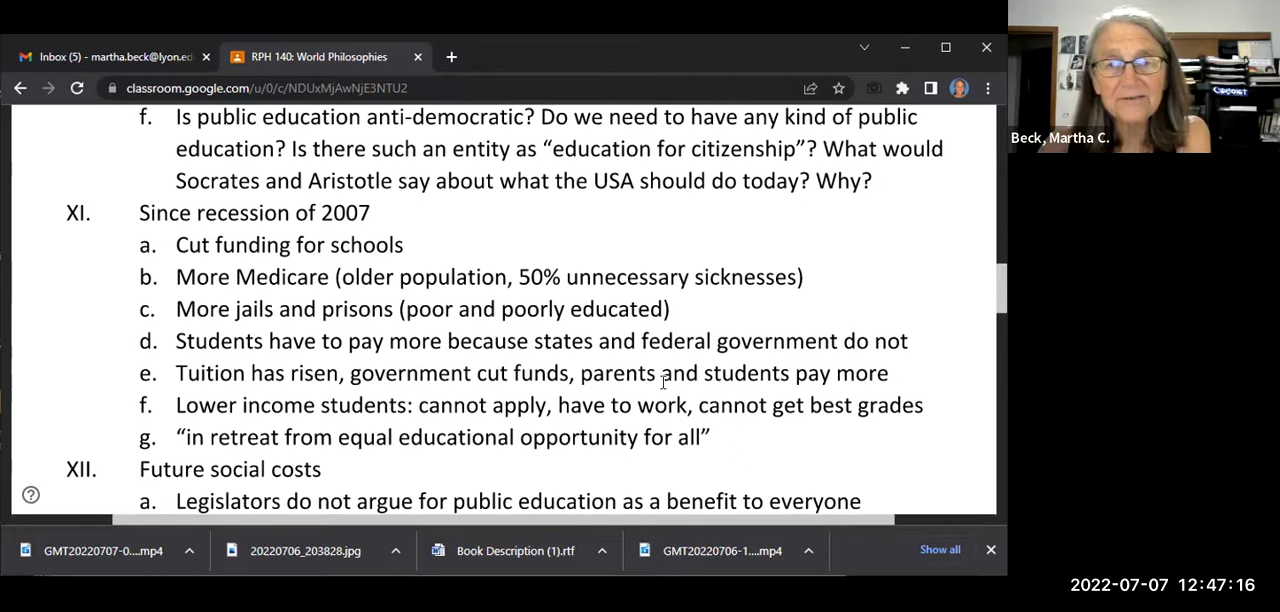 Inbox (5) - martha.beck@lyon.ed
RPH 140: World Philosophies
classroom.google.com/u/0/c/NDUxMjAwNjE3NTU2
f. Is public education anti-democratic? Do we need to have any kind of public
education? Is there such an entity as “education for citizenship”? What would
Socrates and Aristotle say about what the USA should do today? Why?
XI. Since recession of 2007
a. Cut funding for schools
b. More Medicare (older population, 50% unnecessary sicknesses)
c. More jails and prisons (poor and poorly educated)
d. Students have to pay more because states and federal government do not
e. Tuition has risen, government cut funds, parents and students pay more
f. Lower income students: cannot apply, have to work, cannot get best grades
g. “in retreat from equal educational opportunity for all”
XII. Future social costs
a. Legislators do not argue for public education as a benefit to everyone
GMT20220707-0....mp4
20220706_203828.jpg
Book Description (1).rtf
GMT20220706-1....mp4
Show all
Beck, Martha C.
2022-07-07 12:47:16